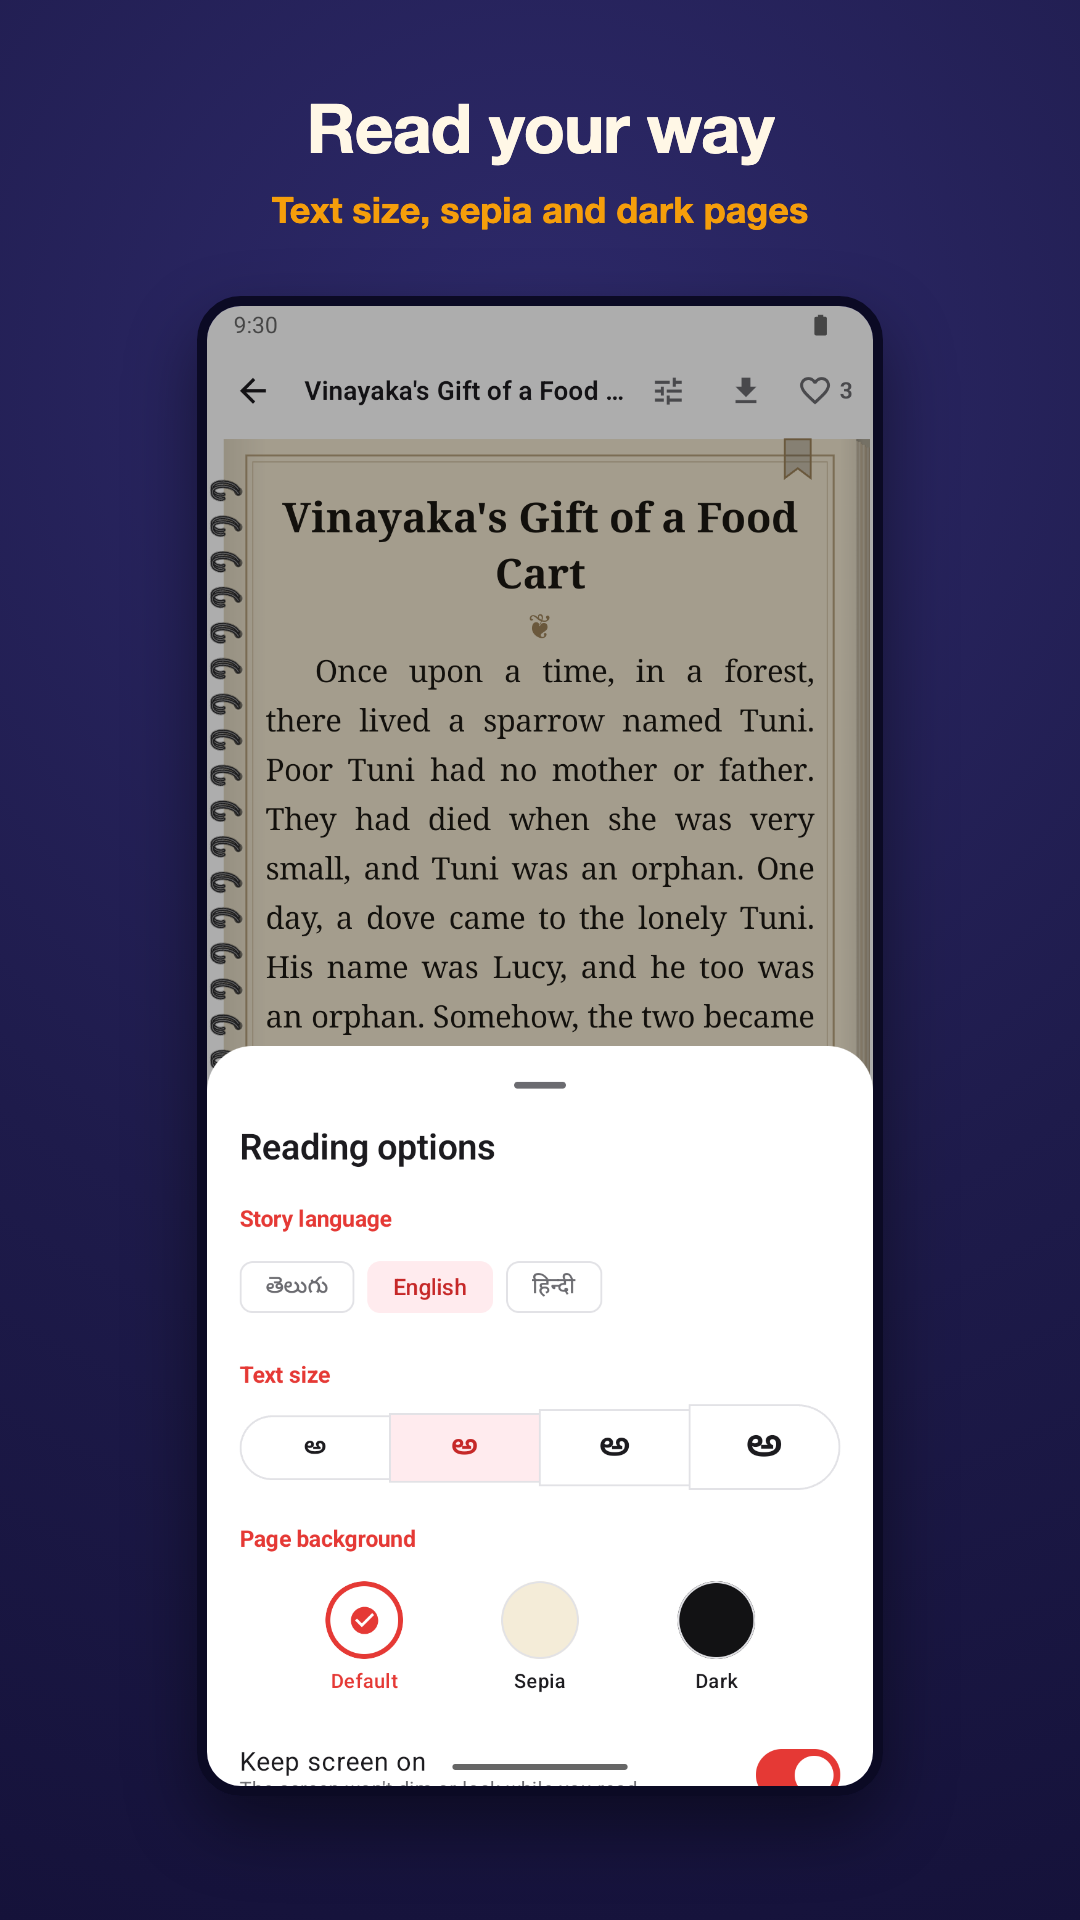 Read your way
Text size, sepia and dark pages
9:30
Vinayaka's Gift of a Food ...
3
Vinayaka's Gift of a Food
Cart
Once upon a time, in a forest,
there lived a sparrow named Tuni.
Poor Tuni had no mother or father.
They had died when she was very
small, and Tuni was an orphan. One
day, a dove came to the lonely Tuni.
His name was Lucy, and he too was
an orphan. Somehow, the two became
Reading options
Story language
తెలుగు English हिन्दी
Text size
అ అ అ అ
Page background
Default Sepia Dark
Keep screen on